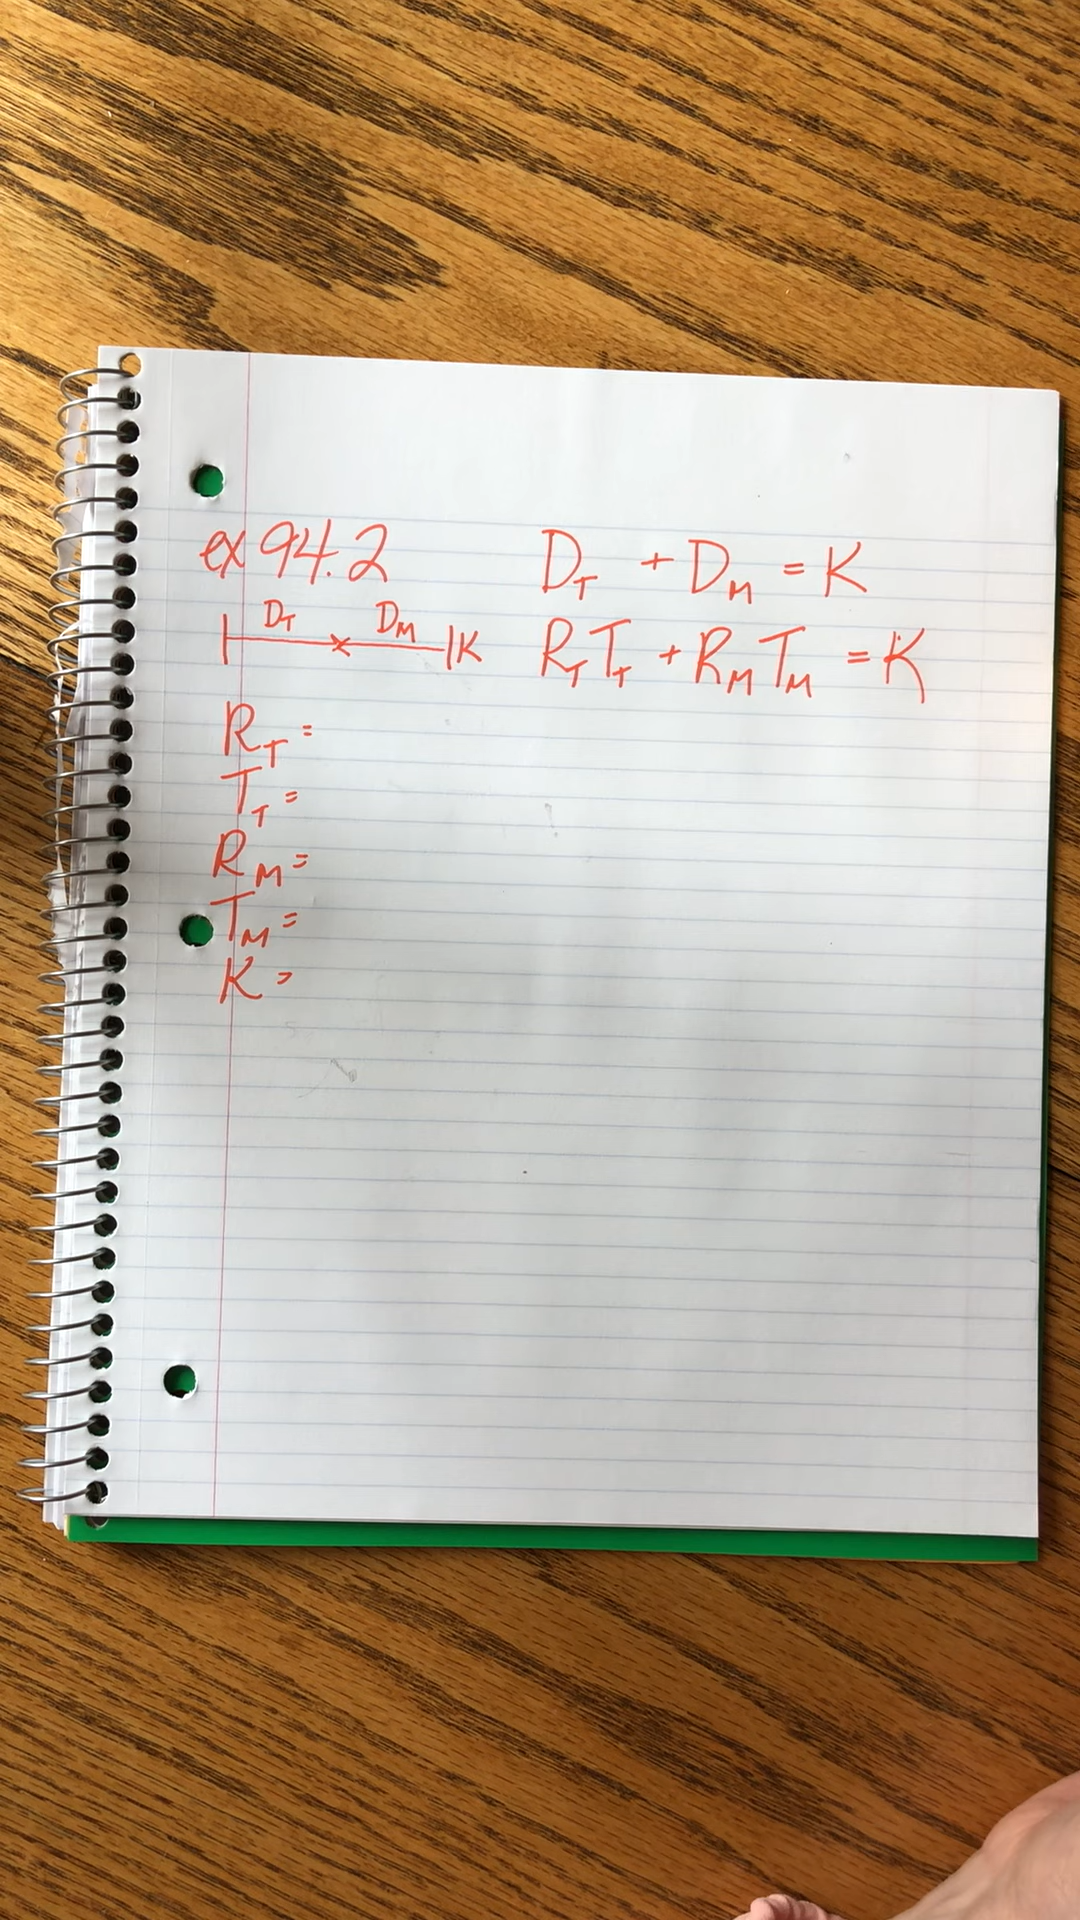 ex 94.2 D_T + D_M = K
D_T D_M
K R_T T_T + R_M T_M = K
R_T =
T_T =
R_M =
T_M =
K =